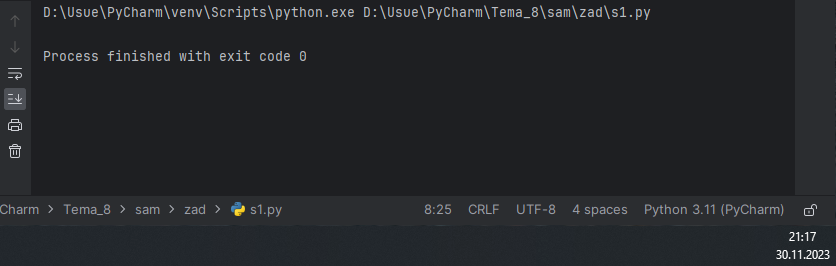 D:\Usue\PyCharm\venv\Scripts\python.exe D:\Usue\PyCharm\Tema_8\sam\zad\s1.py
Process finished with exit code 0
Charm > Tema_8 > sam > zad > s1.py 8:25 CRLF UTF-8 4 spaces Python 3.11 (PyCharm)
21:17
30.11.2023